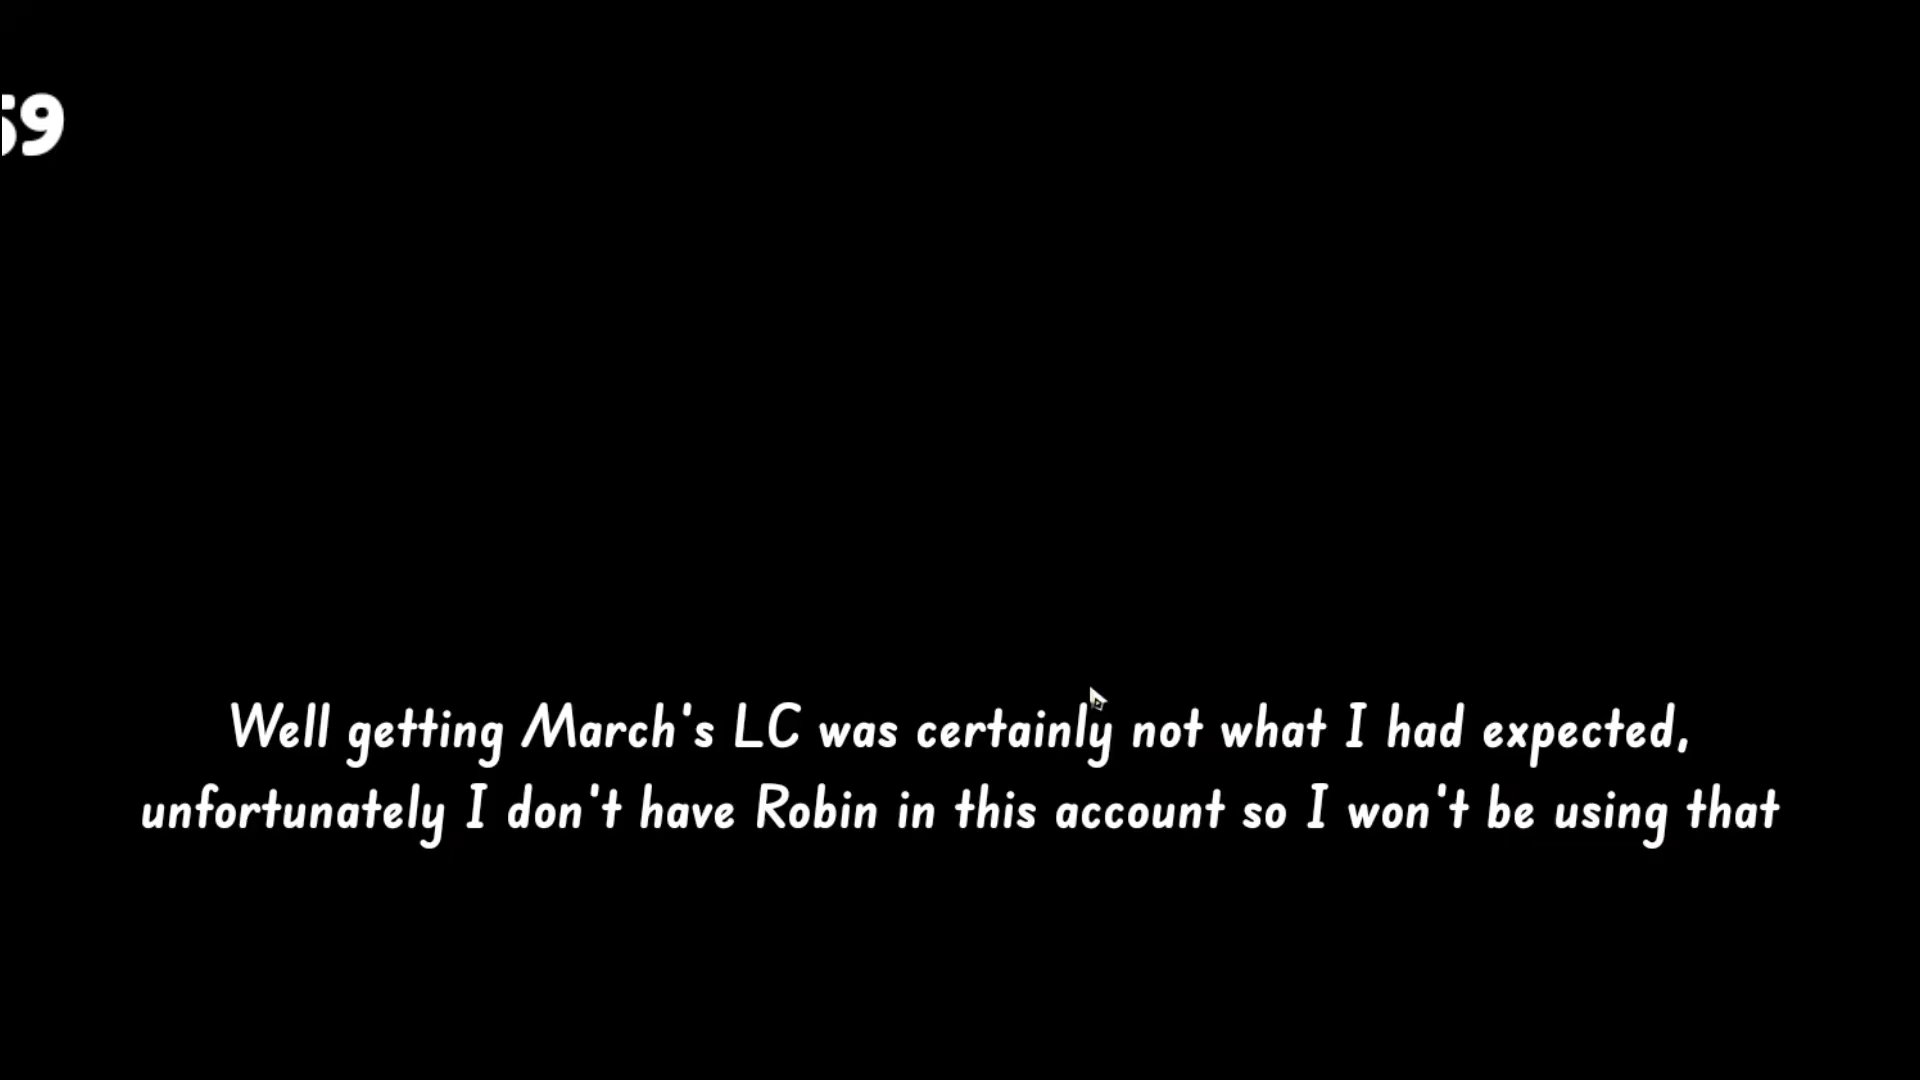 59
Well getting March's LC was certainly not what I had expected,
unfortunately I don't have Robin in this account so I won't be using that